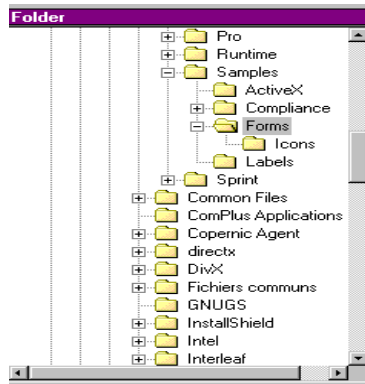 Folder
Pro
Runtime
Samples
ActiveX
Compliance
Forms
Icons
Labels
Sprint
Common Files
ComPlus Applications
Copernic Agent
directx
DivX
Fichiers communs
GNUGS
InstallShield
Intel
Interleaf